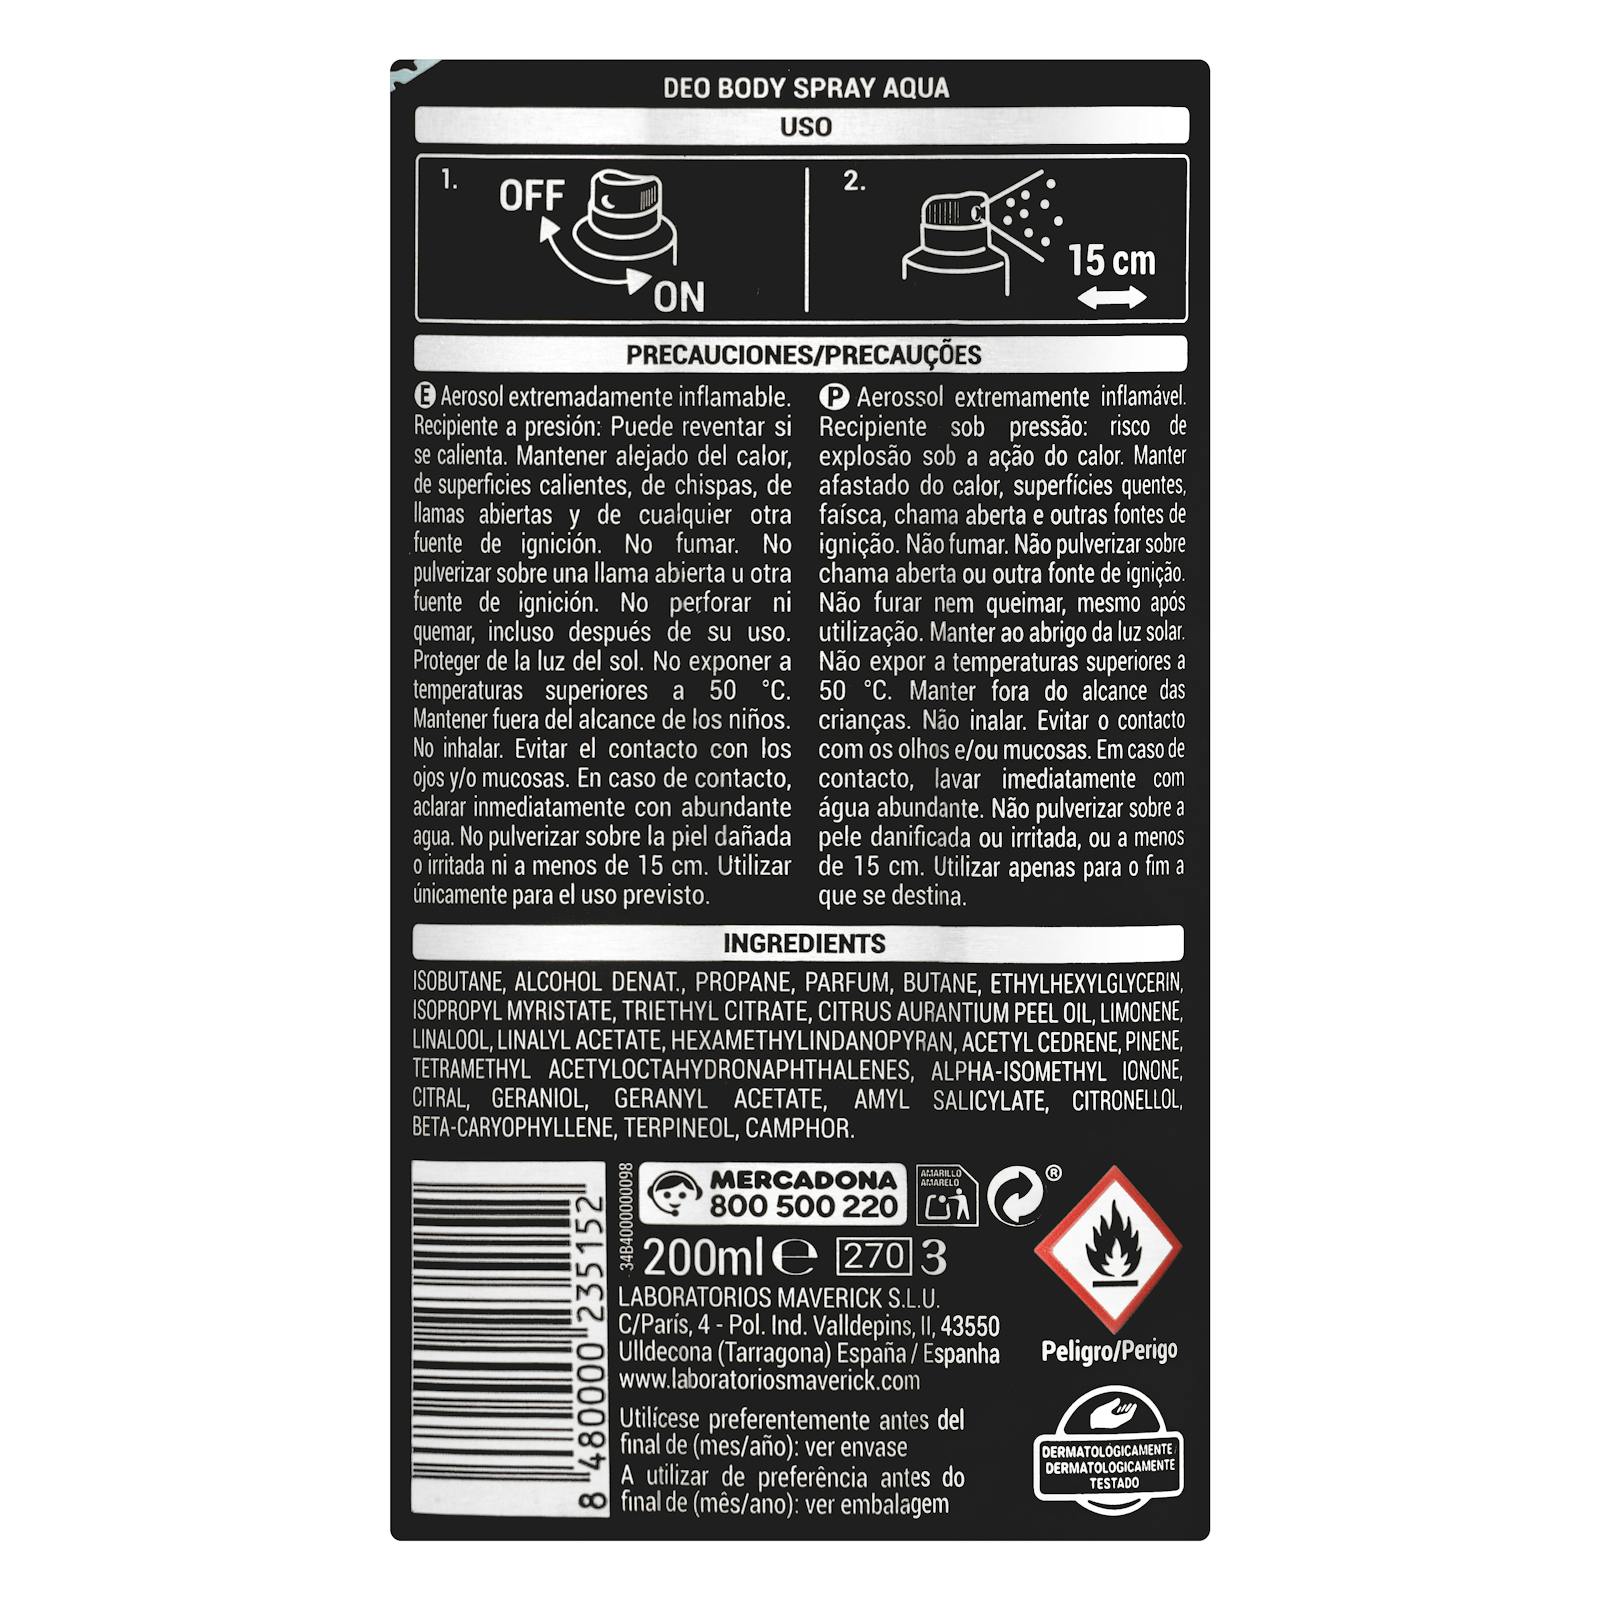 DEO BODY SPRAY AQUA
USO
1.
OFF
ON
2.
15 cm
PRECAUCIONES/PRECAUÇÕES
E Aerosol extremadamente inflamable.
Recipiente a presión: Puede reventar si
se calienta. Mantener alejado del calor,
de superficies calientes, de chispas, de
llamas abiertas y de cualquier otra
fuente de ignición. No fumar. No
pulverizar sobre una llama abierta u otra
fuente de ignición. No perforar ni
quemar, incluso después de su uso.
Proteger de la luz del sol. No exponer a
temperaturas superiores a 50 °C.
Mantener fuera del alcance de los niños.
No inhalar. Evitar el contacto con los
ojos y/o mucosas. En caso de contacto,
aclarar inmediatamente con abundante
agua. No pulverizar sobre la piel dañada
o irritada ni a menos de 15 cm. Utilizar
únicamente para el uso previsto.
P Aerossol extremamente inflamável.
Recipiente sob pressão: risco de
explosão sob a ação do calor. Manter
afastado do calor, superfícies quentes,
faísca, chama aberta e outras fontes de
ignição. Não fumar. Não pulverizar sobre
chama aberta ou outra fonte de ignição.
Não furar nem queimar, mesmo após
utilização. Manter ao abrigo da luz solar.
Não expor a temperaturas superiores a
50 °C. Manter fora do alcance das
crianças. Não inalar. Evitar o contacto
com os olhos e/ou mucosas. Em caso de
contacto, lavar imediatamente com
água abundante. Não pulverizar sobre a
pele danificada ou irritada, ou a menos
de 15 cm. Utilizar apenas para o fim a
que se destina.
INGREDIENTS
ISOBUTANE, ALCOHOL DENAT., PROPANE, PARFUM, BUTANE, ETHYLHEXYLGLYCERIN,
ISOPROPYL MYRISTATE, TRIETHYL CITRATE, CITRUS AURANTIUM PEEL OIL, LIMONENE,
LINALOOL, LINALYL ACETATE, HEXAMETHYLINDANOPYRAN, ACETYL CEDRENE, PINENE,
TETRAMETHYL ACETYLOCTAHYDRONAPHTHALENES, ALPHA-ISOMETHYL IONONE,
CITRAL, GERANIOL, GERANYL ACETATE, AMYL SALICYLATE, CITRONELLOL,
BETA-CARYOPHYLLENE, TERPINEOL, CAMPHOR.
8 480000 235152
34B400000000098
MERCADONA
800 500 220
AMARILLO
AMARELO
®
200ml e 270 3
LABORATORIOS MAVERICK S.L.U.
C/París, 4 - Pol. Ind. Valldepins, II, 43550
Ulldecona (Tarragona) España / Espanha
www.laboratoriosmaverick.com
Utilícese preferentemente antes del
final de (mes/año): ver envase
A utilizar de preferência antes do
final de (mês/ano): ver embalagem
Peligro/Perigo
DERMATOLÓGICAMENTE/
DERMATOLOGICAMENTE
TESTADO